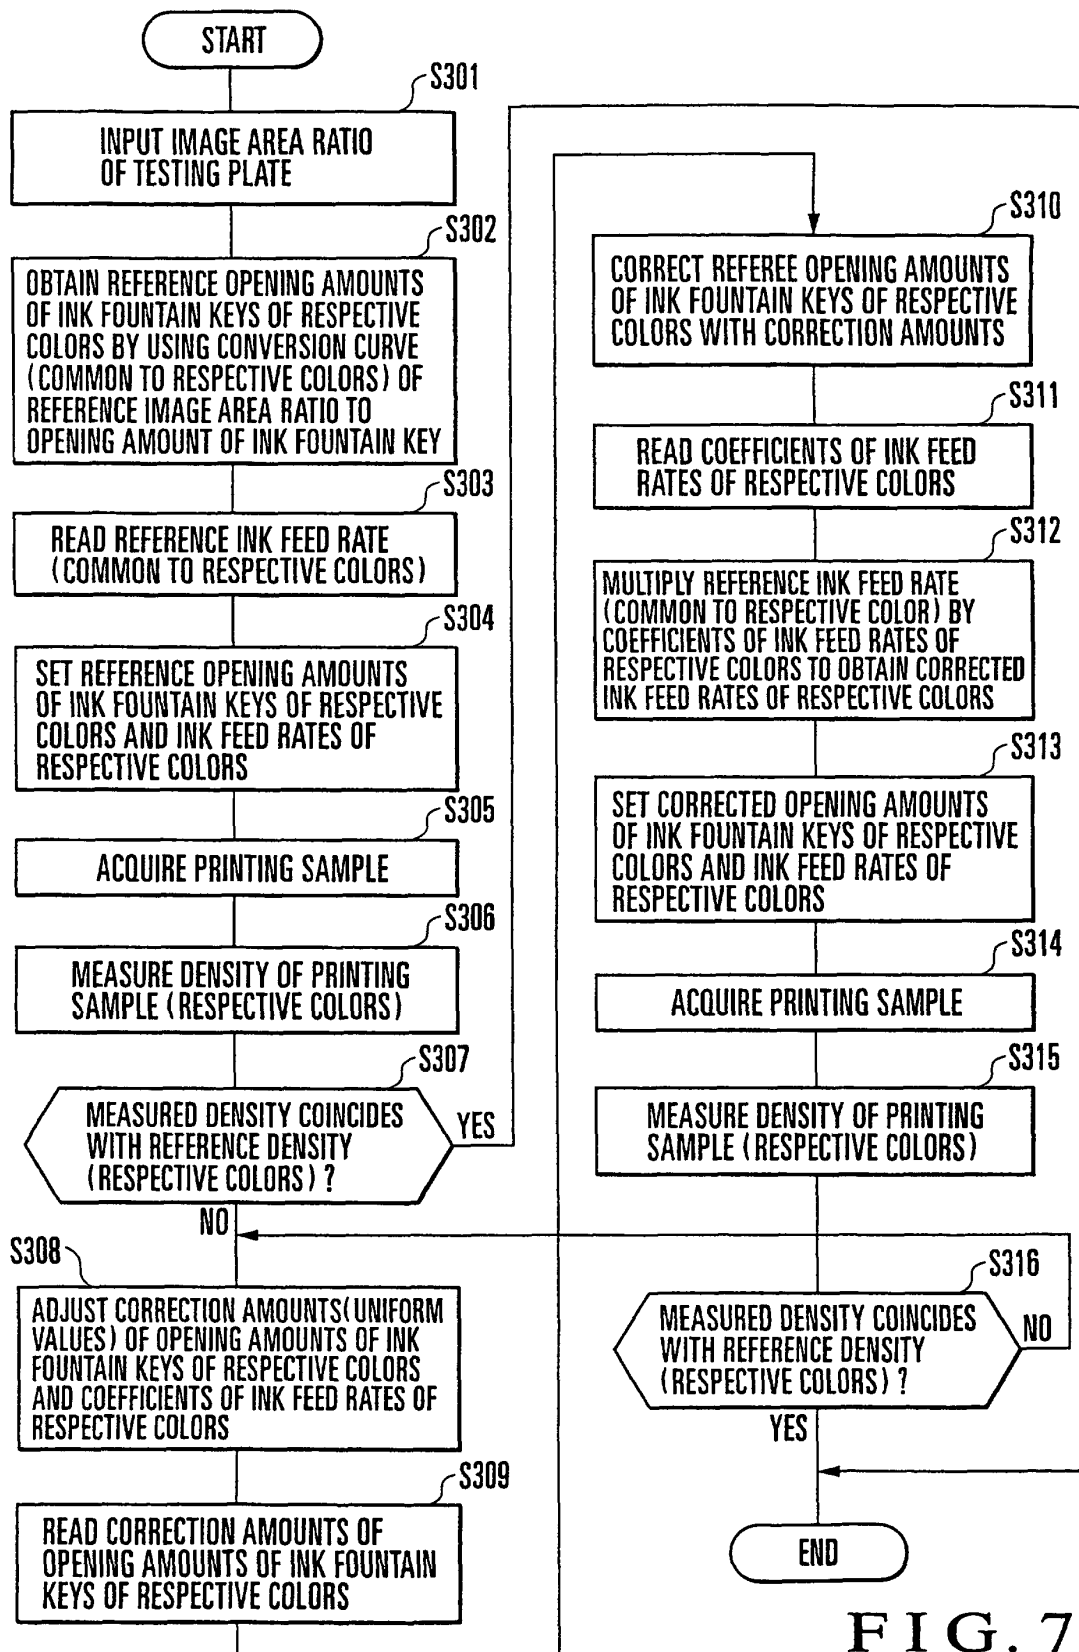 START
S301
INPUT IMAGE AREA RATIO
OF TESTING PLATE
S302
OBTAIN REFERENCE OPENING AMOUNTS
OF INK FOUNTAIN KEYS OF RESPECTIVE
COLORS BY USING CONVERSION CURVE
(COMMON TO RESPECTIVE COLORS) OF
REFERENCE IMAGE AREA RATIO TO
OPENING AMOUNT OF INK FOUNTAIN KEY
S303
READ REFERENCE INK FEED RATE
(COMMON TO RESPECTIVE COLORS)
S304
SET REFERENCE OPENING AMOUNTS
OF INK FOUNTAIN KEYS OF RESPECTIVE
COLORS AND INK FEED RATES OF
RESPECTIVE COLORS
S305
ACQUIRE PRINTING SAMPLE
S306
MEASURE DENSITY OF PRINTING
SAMPLE (RESPECTIVE COLORS)
S307
MEASURED DENSITY COINCIDES
WITH REFERENCE DENSITY
(RESPECTIVE COLORS) ?
YES
NO
S308
ADJUST CORRECTION AMOUNTS(UNIFORM
VALUES) OF OPENING AMOUNTS OF INK
FOUNTAIN KEYS OF RESPECTIVE COLORS
AND COEFFICIENTS OF INK FEED RATES OF
RESPECTIVE COLORS
S309
READ CORRECTION AMOUNTS OF
OPENING AMOUNTS OF INK FOUNTAIN
KEYS OF RESPECTIVE COLORS
S310
CORRECT REFEREE OPENING AMOUNTS
OF INK FOUNTAIN KEYS OF RESPECTIVE
COLORS WITH CORRECTION AMOUNTS
S311
READ COEFFICIENTS OF INK FEED
RATES OF RESPECTIVE COLORS
S312
MULTIPLY REFERENCE INK FEED RATE
(COMMON TO RESPECTIVE COLOR) BY
COEFFICIENTS OF INK FEED RATES OF
RESPECTIVE COLORS TO OBTAIN CORRECTED
INK FEED RATES OF RESPECTIVE COLORS
S313
SET CORRECTED OPENING AMOUNTS
OF INK FOUNTAIN KEYS OF RESPECTIVE
COLORS AND INK FEED RATES OF
RESPECTIVE COLORS
S314
ACQUIRE PRINTING SAMPLE
S315
MEASURE DENSITY OF PRINTING
SAMPLE (RESPECTIVE COLORS)
S316
MEASURED DENSITY COINCIDES
WITH REFERENCE DENSITY
(RESPECTIVE COLORS) ?
NO
YES
END
FIG. 7